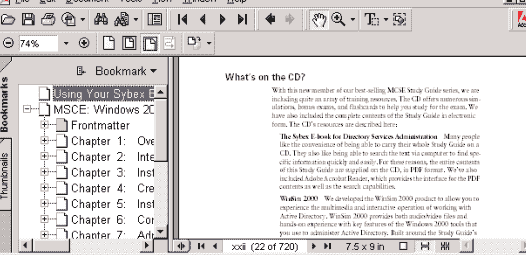 File Edit Document Tools View Window Help
74%
Bookmark
Bookmarks
Thumbnails
Using Your Sybex E
MSCE: Windows 20
Frontmatter
Chapter 1: Ove
Chapter 2: Inte
Chapter 3: Inst
Chapter 4: Cre
Chapter 5: Inst
Chapter 6: Con
Chapter 7: Adm
What's on the CD?
With this new member of our best-selling MCSE Study Guide series, we are
including quite an array of training resources. The CD offers numerous sim-
ulations, bonus exams, and flashcards to help you study for the exam. We
have also included the complete contents of the Study Guide in electronic
form. The CD's resources are described here:
The Sybex E-book for Directory Services Administration Many people
like the convenience of being able to carry their whole Study Guide on a
CD. They also like being able to search the text via computer to find spe-
cific information quickly and easily. For these reasons, the entire contents
of this Study Guide are supplied on the CD, in PDF format. We've also
included Adobe Acrobat Reader, which provides the interface for the PDF
contents as well as the search capabilities.
WinSim 2000 We developed the WinSim 2000 product to allow you to
experience the multimedia and interactive operation of working with
Active Directory. WinSim 2000 provides both audio/video files and
hands-on experience with key features of the Windows 2000 tools that
you use to administer Active Directory. Built around the Study Guide's
xxii (22 of 720)
7.5 x 9 in